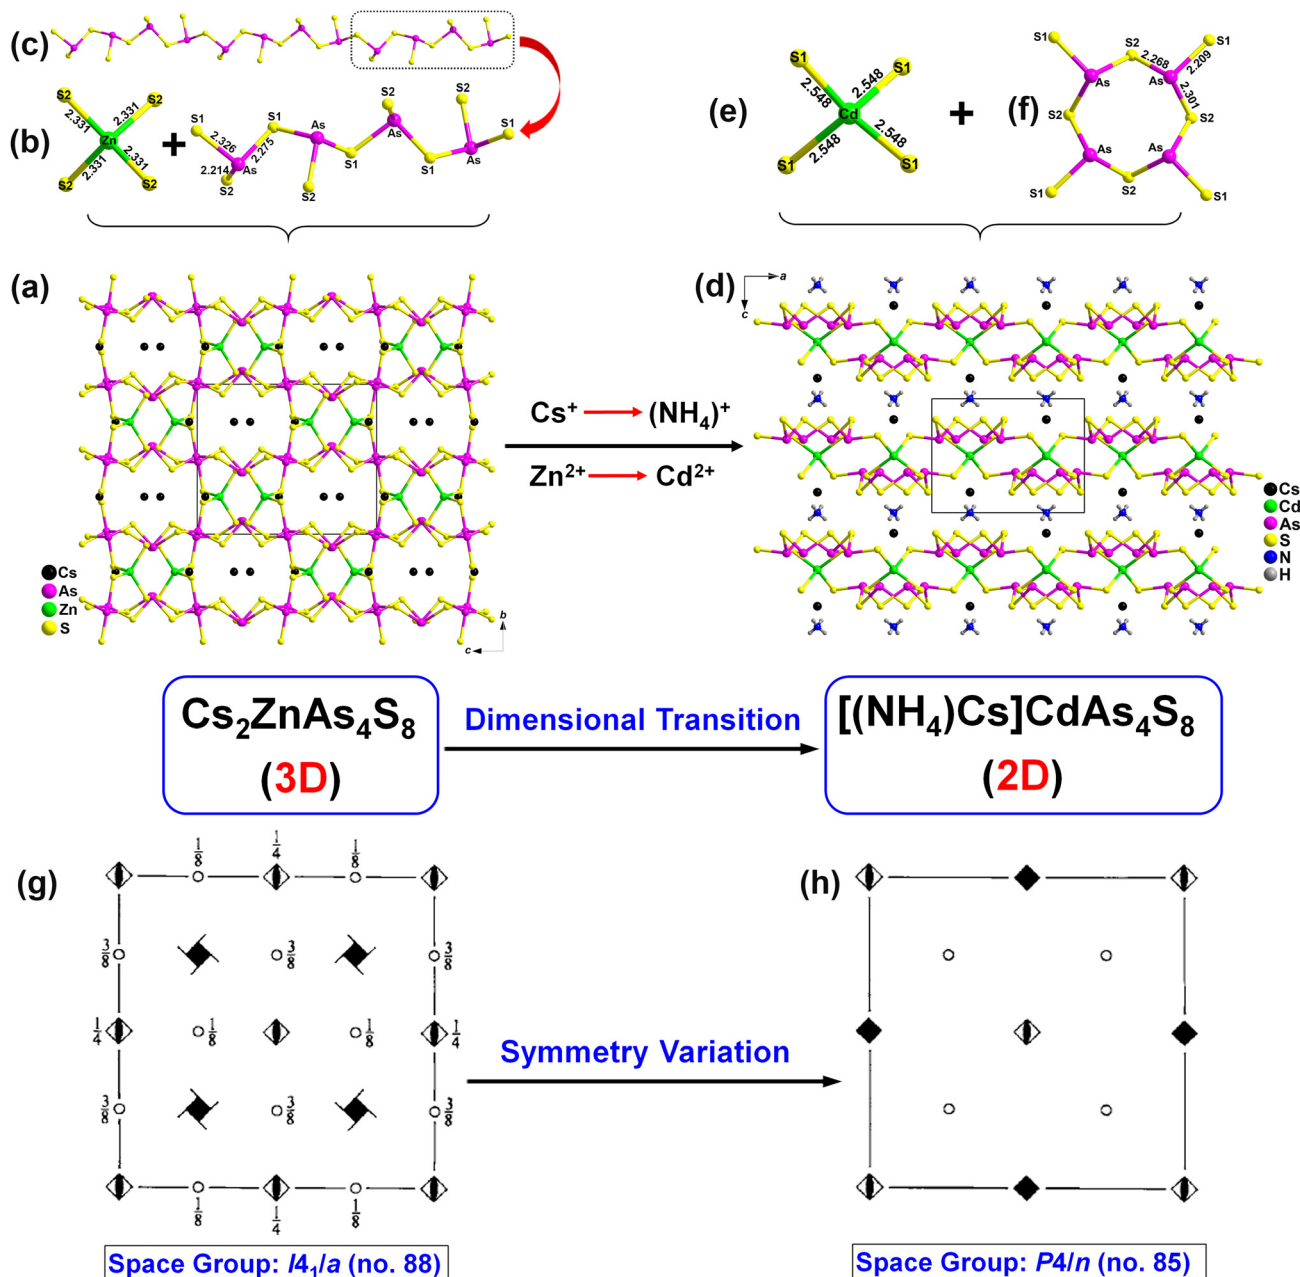 (c)
S2 S2
2.331 2.331
Zn
2.331 2.331
S2 S2
(b)
+
S1 S1 As S2 As S2 S1
2.326 2.275
2.214 As S2 S2 S1 S1 As
(e)
S1 S1
2.548 2.548
Cd
2.548 2.548
S1 S1
+
(f)
S1 S2 S1
2.268 2.209
As As
2.301
S2 S2
As As
S1 S2 S1
(a)
Cs
As
Zn
S
b
c
Cs⁺ (NH₄)⁺
Zn²⁺ Cd²⁺
(d)
a
c
Cs
Cd
As
S
N
H
Cs₂ZnAs₄S₈
(3D)
Dimensional Transition
[(NH₄)Cs]CdAs₄S₈
(2D)
(g)
1/8 1/4 1/8
3/8 3/8 3/8
1/4 1/8 1/8 1/4
3/8 3/8 3/8
1/8 1/4 1/8
Space Group: I4₁/a (no. 88)
Symmetry Variation
(h)
Space Group: P4/n (no. 85)